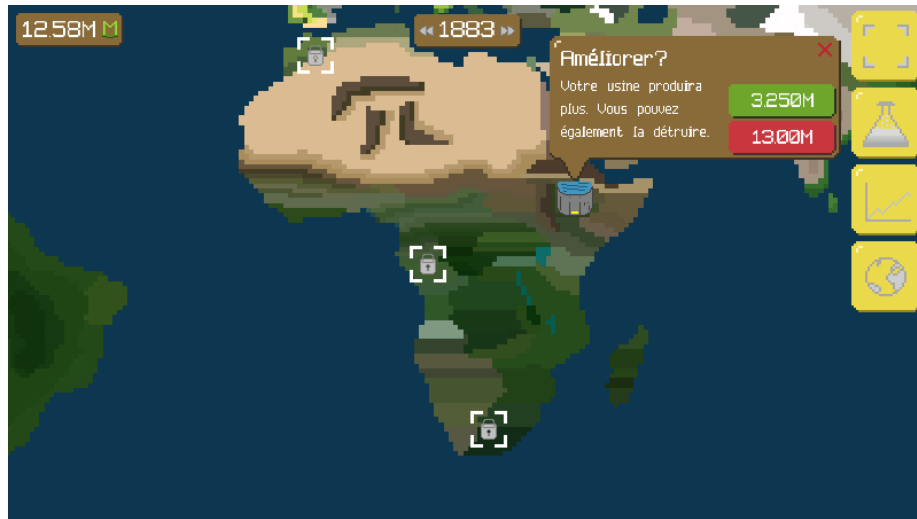 12.58M M
1883
Améliorer?
Votre usine produira
plus. Vous pouvez
également la détruire.
3.250M
13.00M